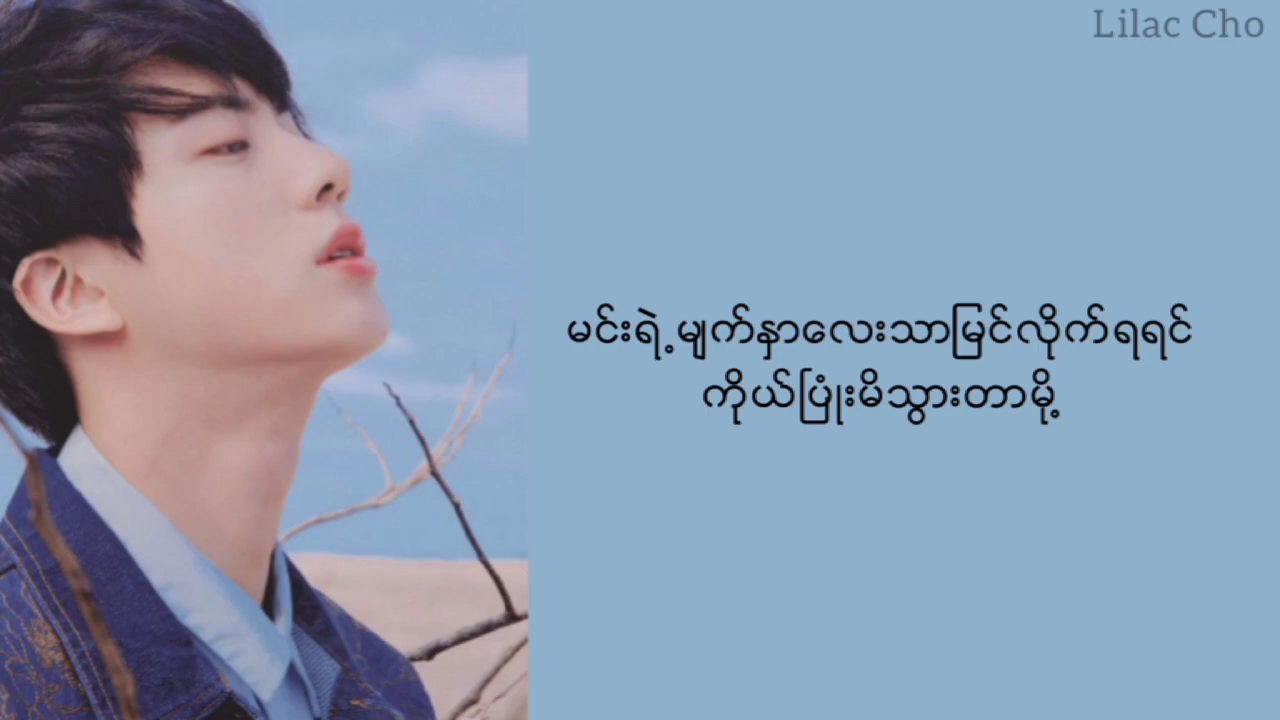 Lilac Cho
မင်းရဲ့မျက်နှာလေးသာမြင်လိုက်ရရင်
ကိုယ်ပြုံးမိသွားတာမို့